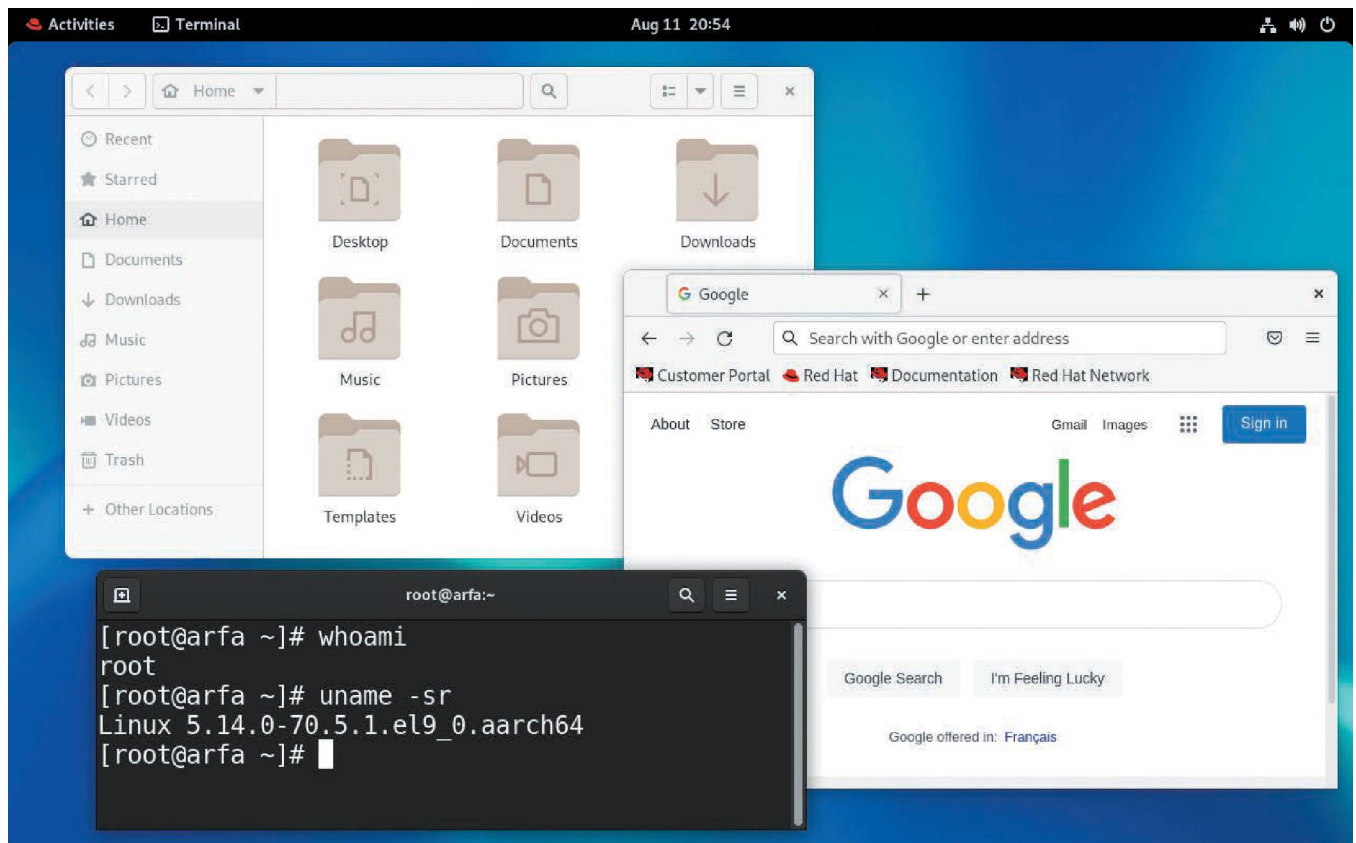 Activities Terminal Aug 11 20:54
Home
Recent
Starred
Home
Documents
Downloads
Music
Pictures
Videos
Trash
+ Other Locations
Desktop Documents Downloads
Music Pictures
Templates Videos
Google
Search with Google or enter address
Customer Portal Red Hat Documentation Red Hat Network
About Store Gmail Images Sign in
Google
Google Search I'm Feeling Lucky
Google offered in: Français
root@arfa:~
[root@arfa ~]# whoami
root
[root@arfa ~]# uname -sr
Linux 5.14.0-70.5.1.el9_0.aarch64
[root@arfa ~]#